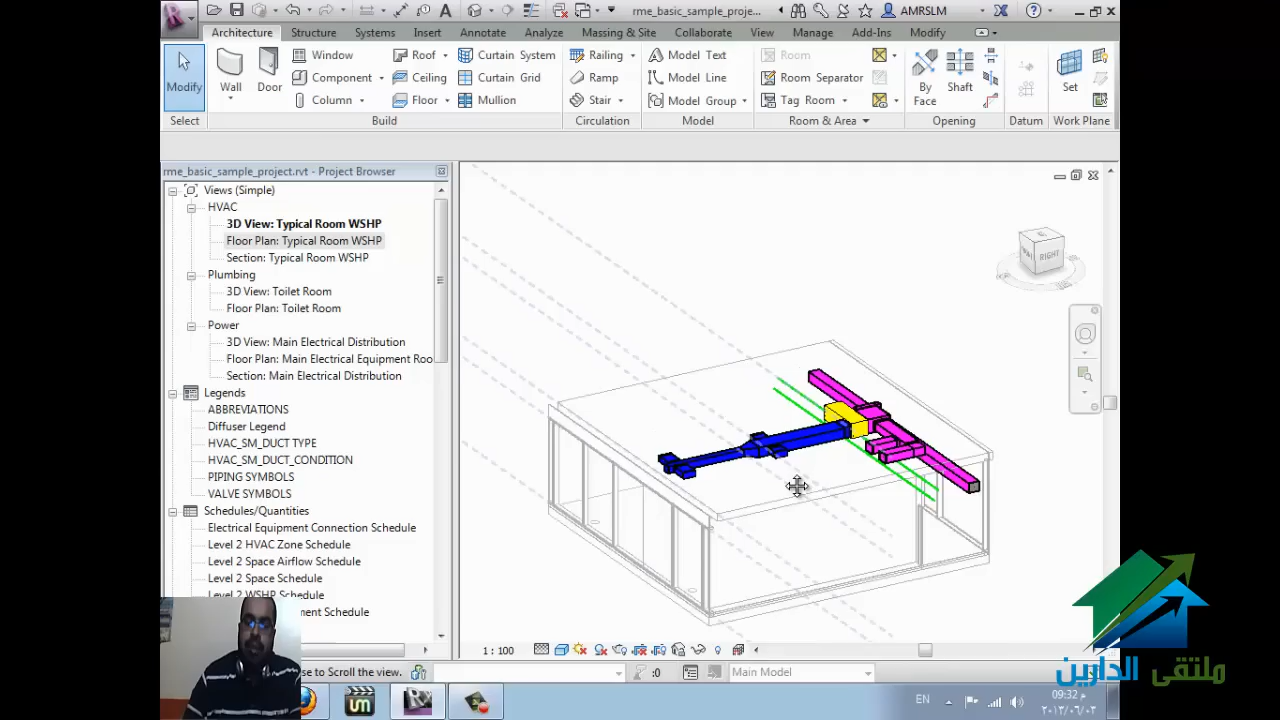 rme_basic_sample_proje...
AMRSLM
Architecture Structure Systems Insert Annotate Analyze Massing & Site Collaborate View Manage Add-Ins Modify
Modify
Wall
Door
Window
Component
Column
Roof
Ceiling
Floor
Curtain System
Curtain Grid
Mullion
Railing
Ramp
Stair
Model Text
Model Line
Model Group
Room
Room Separator
Tag Room
By Face
Shaft
Set
Select Build Circulation Model Room & Area Opening Datum Work Plane
rme_basic_sample_project.rvt - Project Browser
Views (Simple)
HVAC
3D View: Typical Room WSHP
Floor Plan: Typical Room WSHP
Section: Typical Room WSHP
Plumbing
3D View: Toilet Room
Floor Plan: Toilet Room
Power
3D View: Main Electrical Distribution
Floor Plan: Main Electrical Equipment Roo
Section: Main Electrical Distribution
Legends
ABBREVIATIONS
Diffuser Legend
HVAC_SM_DUCT TYPE
HVAC_SM_DUCT_CONDITION
PIPING SYMBOLS
VALVE SYMBOLS
Schedules/Quantities
Electrical Equipment Connection Schedule
Level 2 HVAC Zone Schedule
Level 2 Space Airflow Schedule
Level 2 Space Schedule
Level 2 WSHP Schedule
ment Schedule
RIGHT
1 : 100
se to Scroll the view.
:0
Main Model
EN
09:32 م
٢٠١٣/٠٦/٠٢
ملتقى الدارين